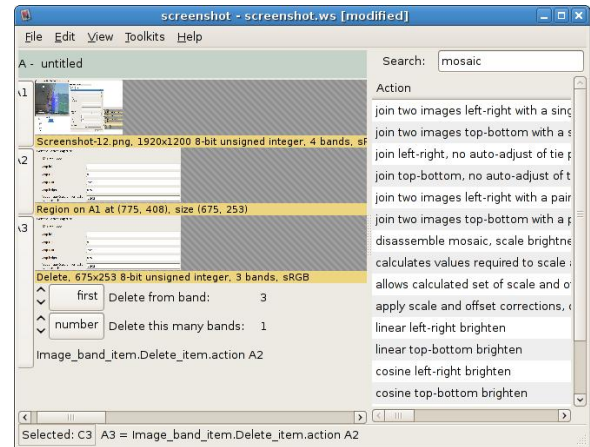 screenshot - screenshot.ws [modified]
File Edit View Toolkits Help
A - untitled
Search: mosaic
Action
A1
Screenshot-12.png, 1920x1200 8-bit unsigned integer, 4 bands, sR
A2
Region on A1 at (775, 408), size (675, 253)
A3
Delete, 675x253 8-bit unsigned integer, 3 bands, sRGB
first Delete from band: 3
number Delete this many bands: 1
Image_band_item.Delete_item.action A2
join two images left-right with a sing
join two images top-bottom with a s
join left-right, no auto-adjust of tie p
join top-bottom, no auto-adjust of t
join two images left-right with a pair
join two images top-bottom with a p
disassemble mosaic, scale brightne
calculates values required to scale
allows calculated set of scale and o
apply scale and offset corrections,
linear left-right brighten
linear top-bottom brighten
cosine left-right brighten
cosine top-bottom brighten
Selected: C3 A3 = Image_band_item.Delete_item.action A2